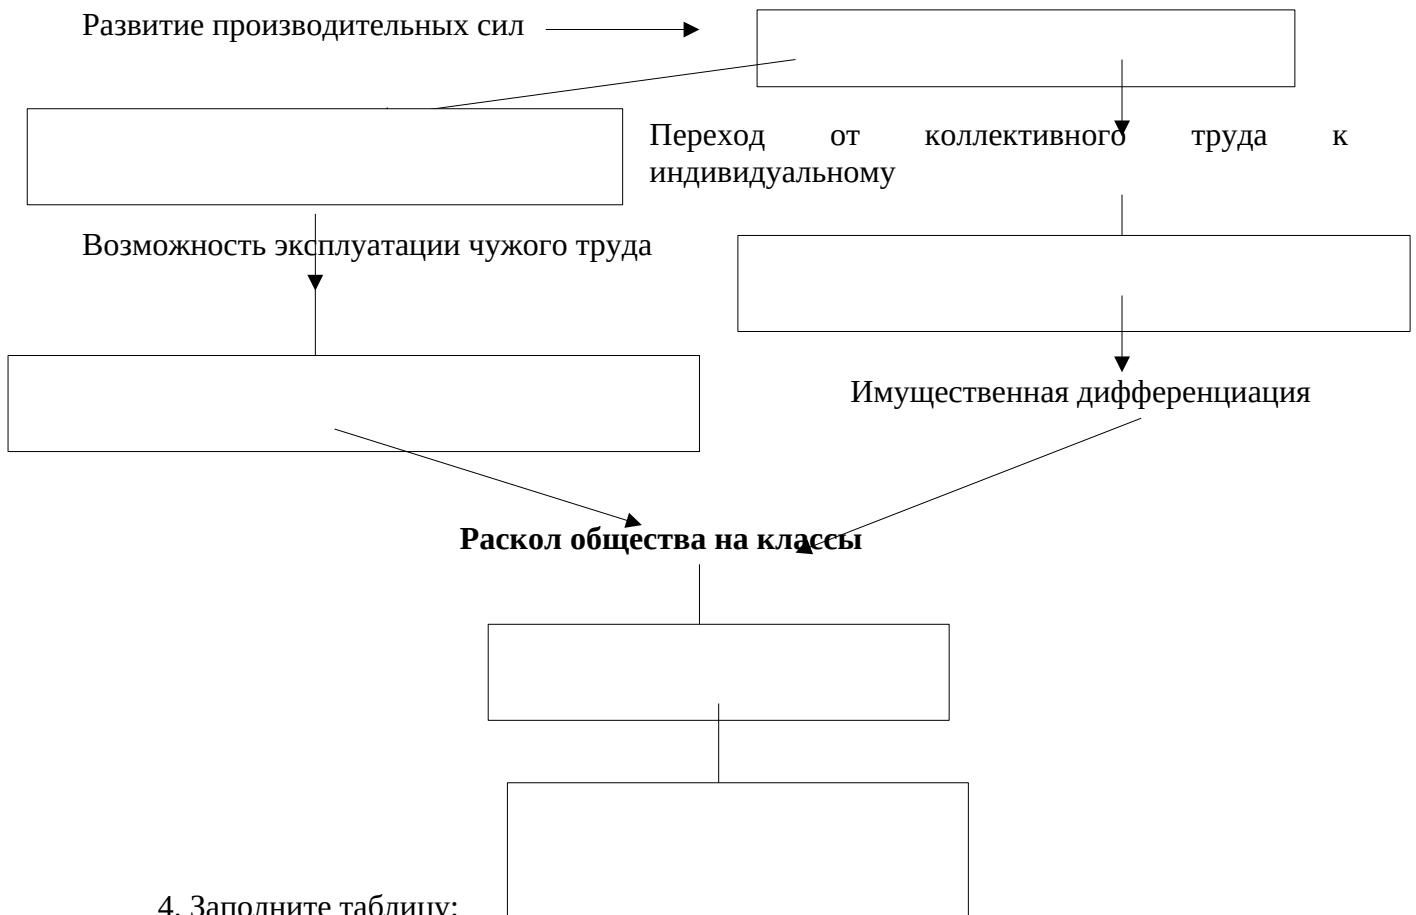 Развитие производительных сил
Переход от коллективного труда к
индивидуальному
Возможность эксплуатации чужого труда
Имущественная дифференциация
Раскол общества на классы
4. Заполните таблицу: